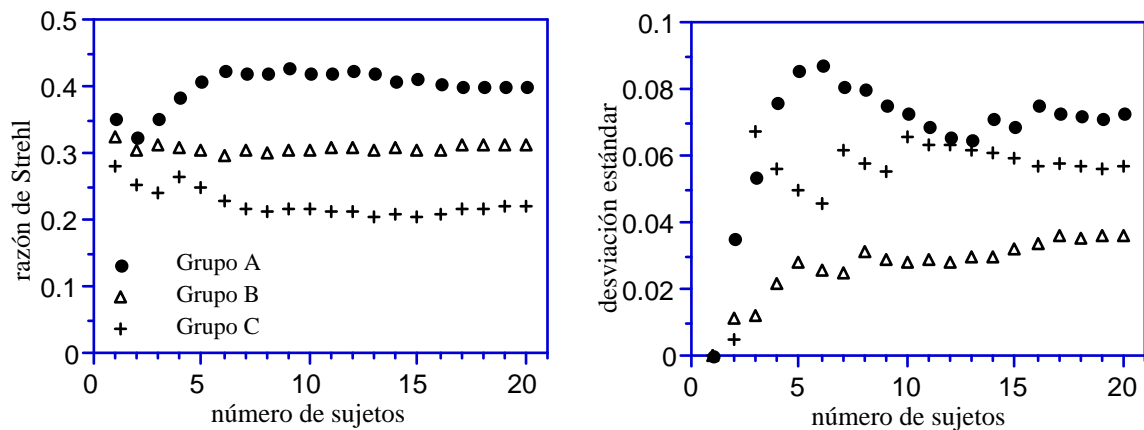 0.5
0.4
0.3
0.2
0.1
0
razón de Strehl
Grupo A
Grupo B
Grupo C
0 5 10 15 20
número de sujetos
0.1
0.08
0.06
0.04
0.02
0
desviación estándar
0 5 10 15 20
número de sujetos